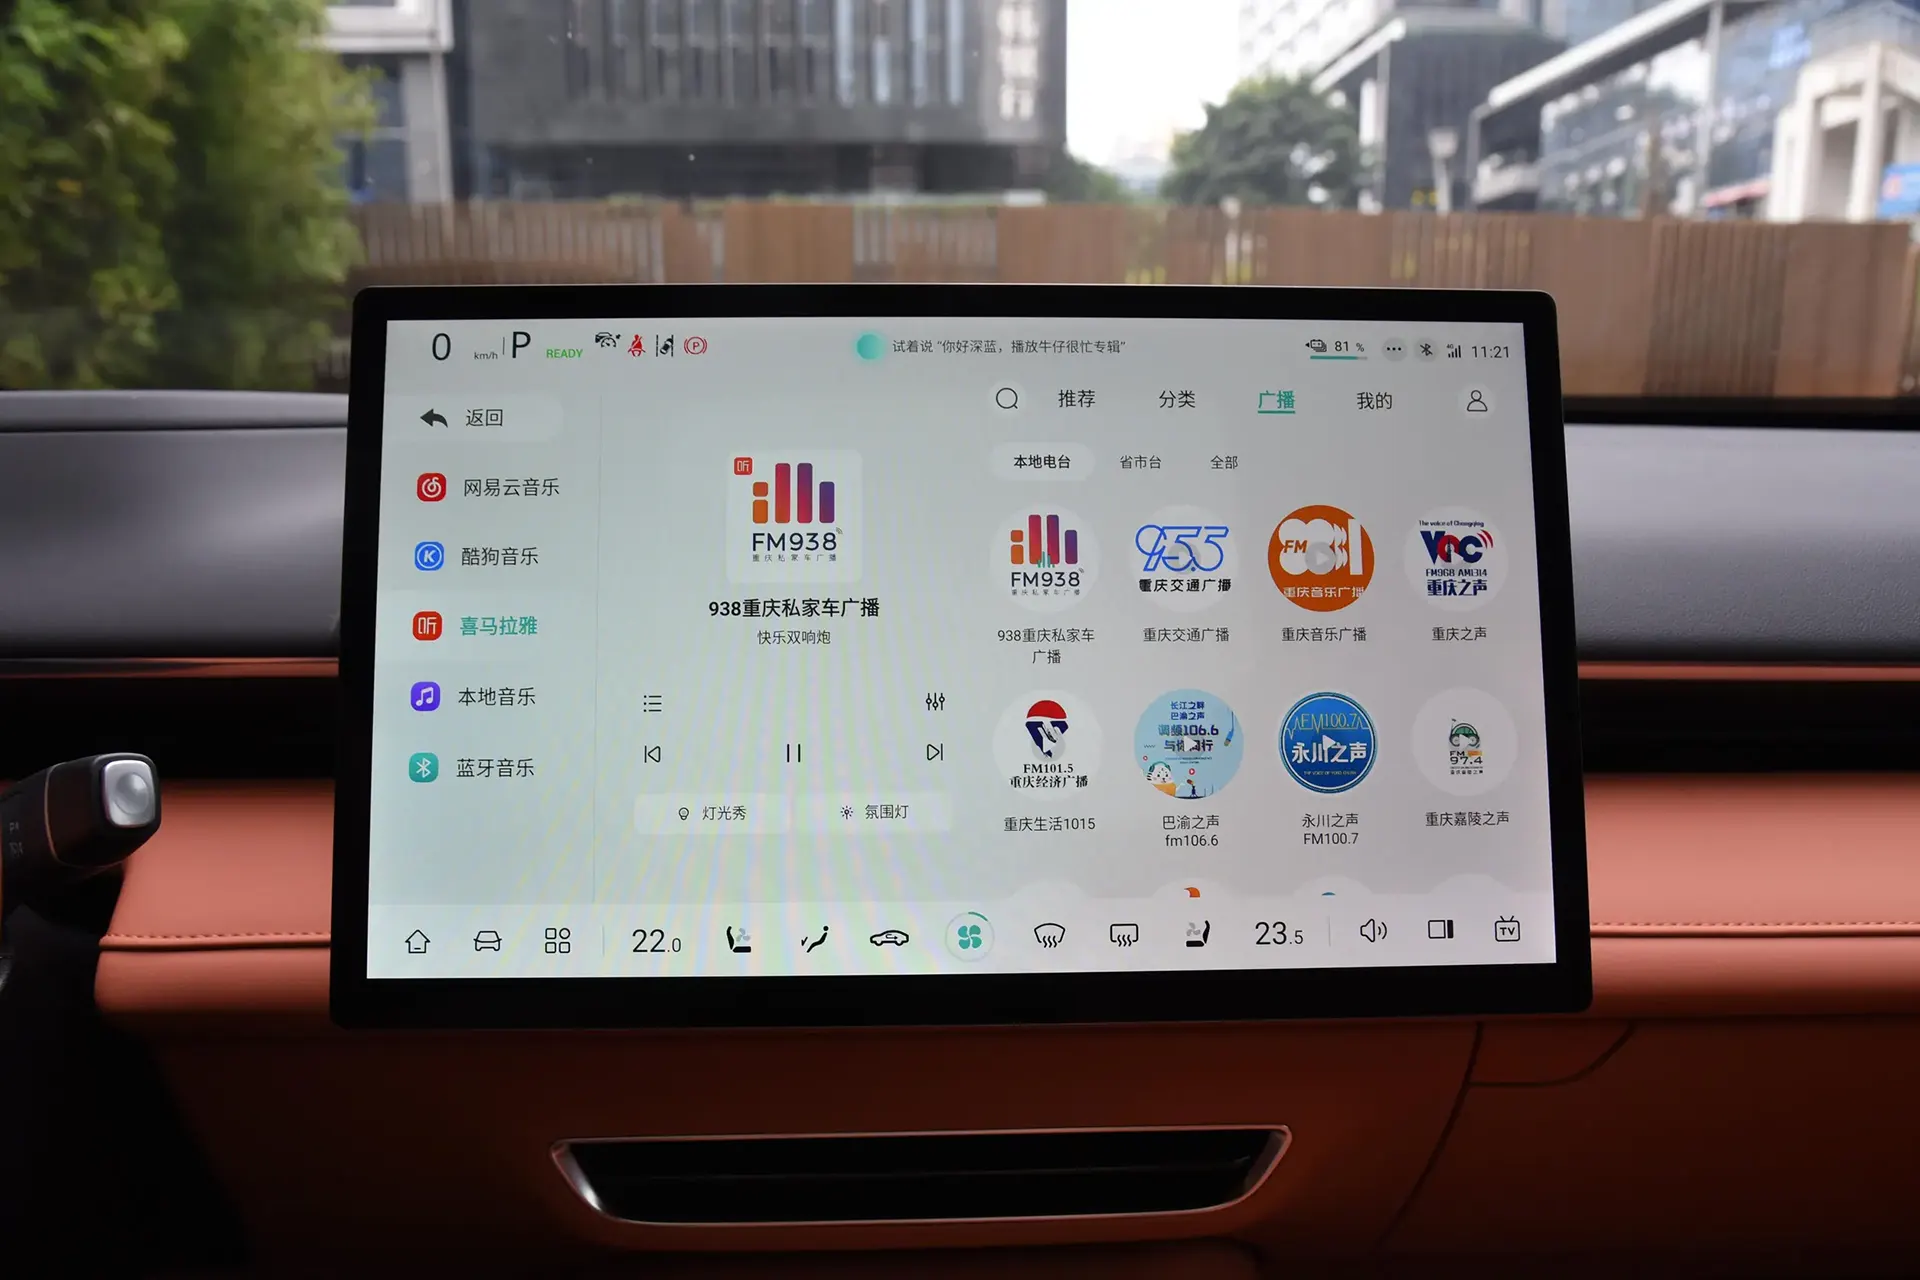 0 km/h P READY
试着说 “你好深蓝，播放牛仔很忙专辑”
81 %
4G
11:21
返回
网易云音乐
酷狗音乐
听
喜马拉雅
本地音乐
蓝牙音乐
听
FM938
重庆私家车广播
938重庆私家车广播
快乐双响炮
灯光秀
氛围灯
推荐
分类
广播
我的
本地电台
省市台
全部
FM938
重庆私家车广播
938重庆私家车
广播
95.5
重庆交通广播
重庆交通广播
FM 881
重庆音乐广播
重庆音乐广播
The voice of Chongqing
VOC
FM968 AM1314
重庆之声
重庆之声
FM101.5
重庆经济广播
重庆生活1015
长江之畔
巴渝之声
调频106.6
与你同行
巴渝之声
fm106.6
FM100.7
永川之声
永川之声
FM100.7
FM
97.4
重庆嘉陵之声
22.0
23.5
TV